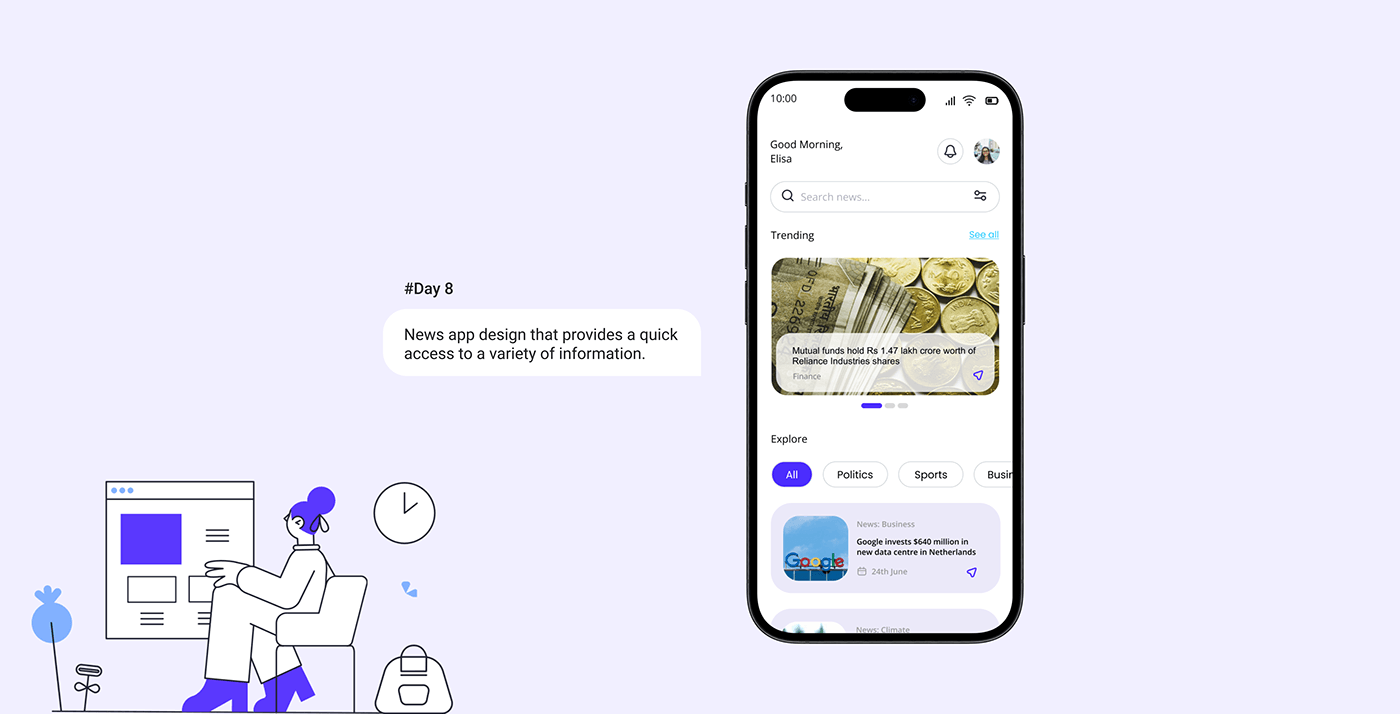 #Day 8
News app design that provides a quick
access to a variety of information.
10:00
Good Morning,
Elisa
Search news...
Trending
See all
Mutual funds hold Rs 1.47 lakh crore worth of
Reliance Industries shares
Finance
Explore
All
Politics
Sports
Busin
News: Business
Google invests $640 million in
new data centre in Netherlands
24th June
Google
News: Climate